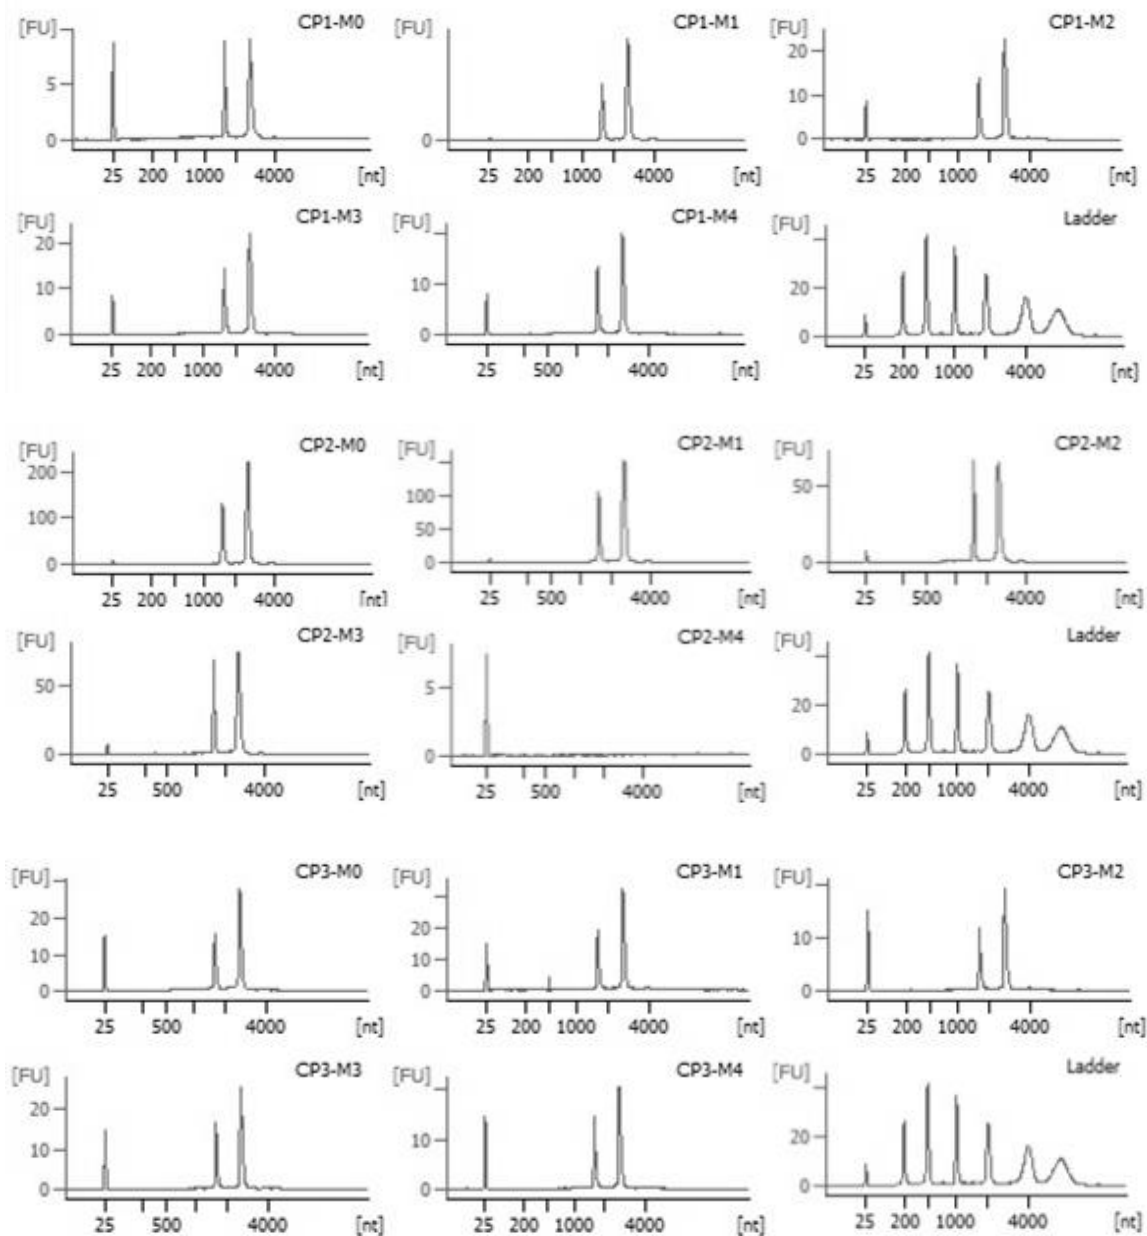 [FU] CP1-M0
5
0
25 200 1000 4000 [nt]
[FU] CP1-M1
0
25 200 1000 4000 [nt]
[FU] CP1-M2
20
10
0
25 200 1000 4000 [nt]
[FU] CP1-M3
20
10
0
25 200 1000 4000 [nt]
[FU] CP1-M4
10
0
25 500 4000 [nt]
[FU] Ladder
20
0
25 200 1000 4000 [nt]
[FU] CP2-M0
200
100
0
25 200 1000 4000 [nt]
[FU] CP2-M1
100
50
0
25 500 4000 [nt]
[FU] CP2-M2
50
0
25 500 4000 [nt]
[FU] CP2-M3
50
0
25 500 4000 [nt]
[FU] CP2-M4
5
0
25 500 4000 [nt]
[FU] Ladder
20
0
25 200 1000 4000 [nt]
[FU] CP3-M0
20
10
0
25 500 4000 [nt]
[FU] CP3-M1
30
20
10
0
25 200 1000 4000 [nt]
[FU] CP3-M2
10
0
25 200 1000 4000 [nt]
[FU] CP3-M3
20
10
0
25 500 4000 [nt]
[FU] CP3-M4
10
0
25 200 1000 4000 [nt]
[FU] Ladder
20
0
25 200 1000 4000 [nt]